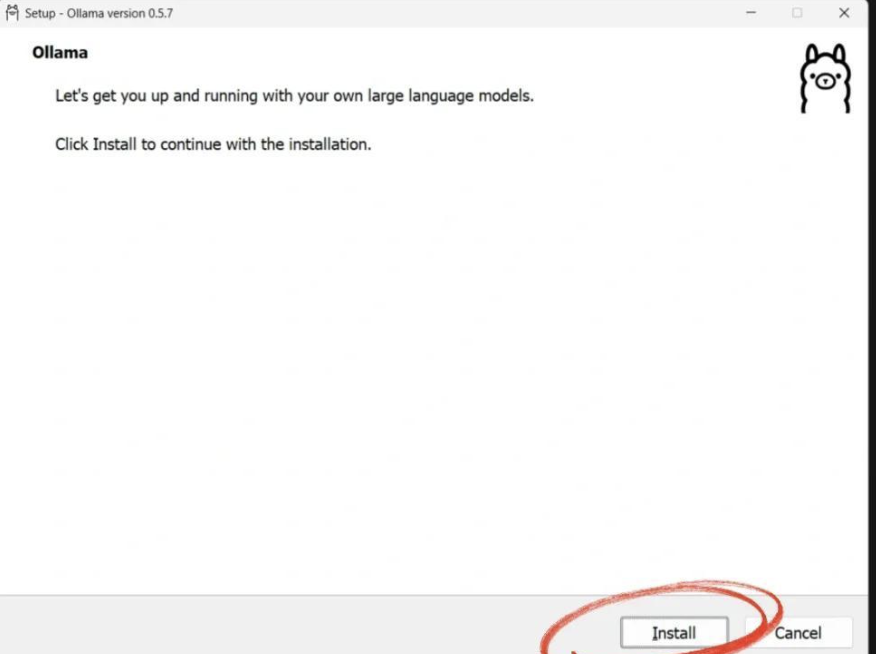 Setup - Ollama version 0.5.7
Ollama
Let's get you up and running with your own large language models.
Click Install to continue with the installation.
Install
Cancel